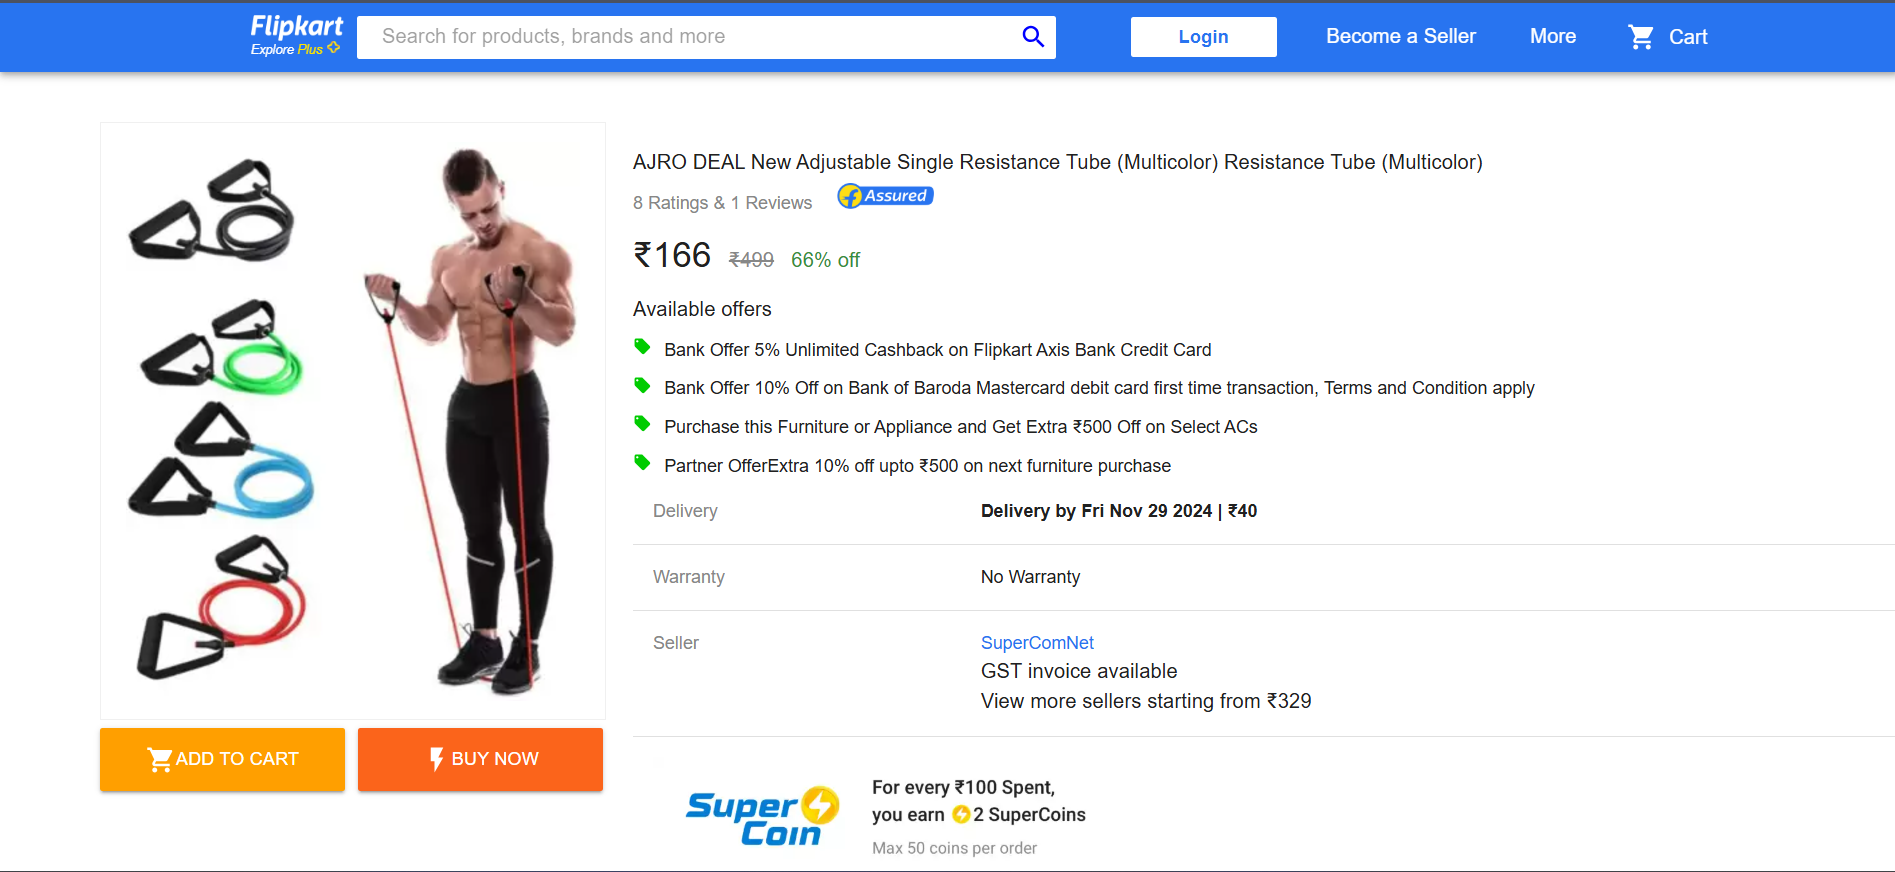 Flipkart
Explore Plus
Search for products, brands and more
Login
Become a Seller
More
Cart
AJRO DEAL New Adjustable Single Resistance Tube (Multicolor) Resistance Tube (Multicolor)
8 Ratings & 1 Reviews
f Assured
₹166 ₹499 66% off
Available offers
Bank Offer 5% Unlimited Cashback on Flipkart Axis Bank Credit Card
Bank Offer 10% Off on Bank of Baroda Mastercard debit card first time transaction, Terms and Condition apply
Purchase this Furniture or Appliance and Get Extra ₹500 Off on Select ACs
Partner OfferExtra 10% off upto ₹500 on next furniture purchase
Delivery Delivery by Fri Nov 29 2024 | ₹40
Warranty No Warranty
Seller SuperComNet
GST invoice available
View more sellers starting from ₹329
ADD TO CART
BUY NOW
Super
Coin
For every ₹100 Spent,
you earn 2 SuperCoins
Max 50 coins per order